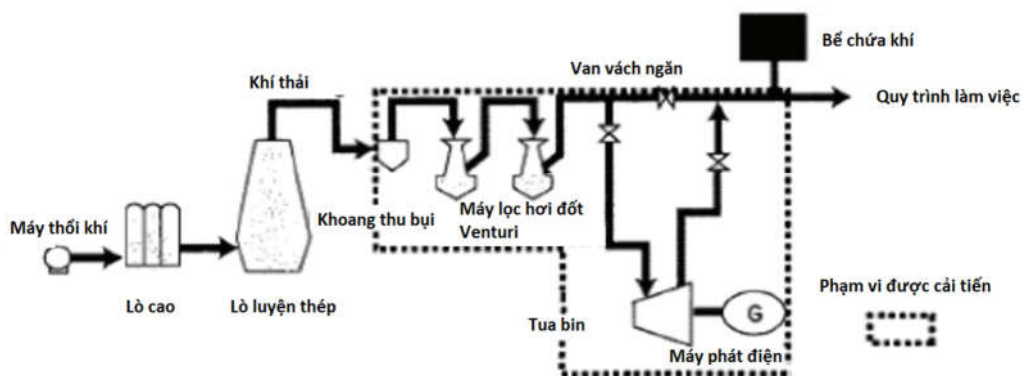 Bể chứa khí
Van vách ngăn
Khí thải
Quy trình làm việc
Khoang thu bụi
Máy lọc hơi đốt
Venturi
Máy thổi khí
Lò cao
Lò luyện thép
Tua bin
G
Máy phát điện
Phạm vi được cải tiến